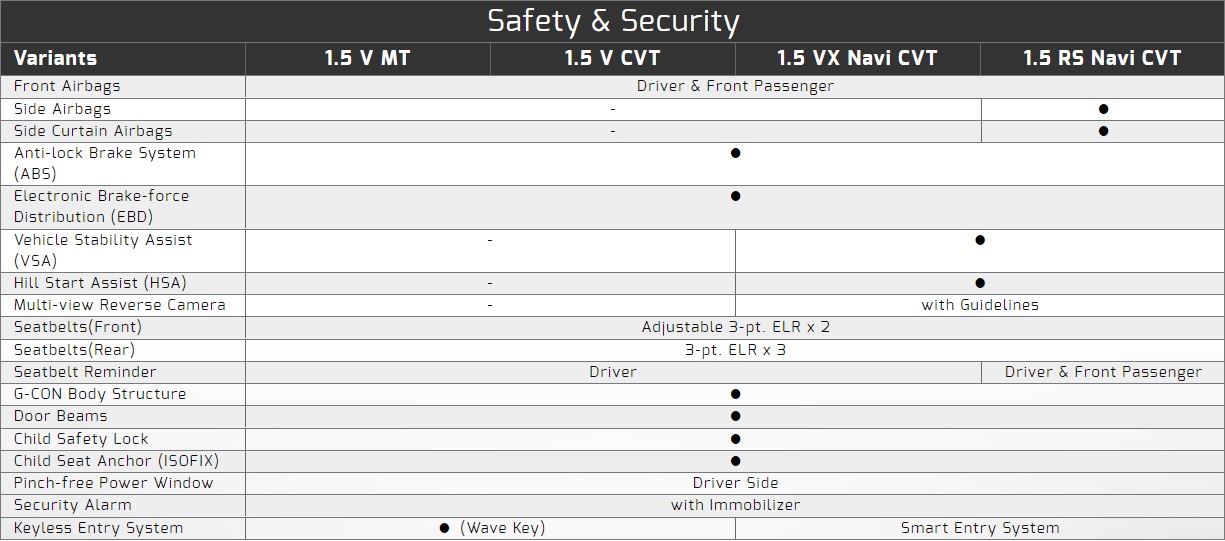 Safety & Security
Variants 1.5 V MT 1.5 V CVT 1.5 VX Navi CVT 1.5 RS Navi CVT
Front Airbags Driver & Front Passenger
Side Airbags - ●
Side Curtain Airbags - ●
Anti-lock Brake System ●
(ABS)
Electronic Brake-force ●
Distribution (EBD)
Vehicle Stability Assist - ●
(VSA)
Hill Start Assist (HSA) - ●
Multi-view Reverse Camera - with Guidelines
Seatbelts(Front) Adjustable 3-pt. ELR x 2
Seatbelts(Rear) 3-pt. ELR x 3
Seatbelt Reminder Driver Driver & Front Passenger
G-CON Body Structure ●
Door Beams ●
Child Safety Lock ●
Child Seat Anchor (ISOFIX) ●
Pinch-free Power Window Driver Side
Security Alarm with Immobilizer
Keyless Entry System ● (Wave Key) Smart Entry System